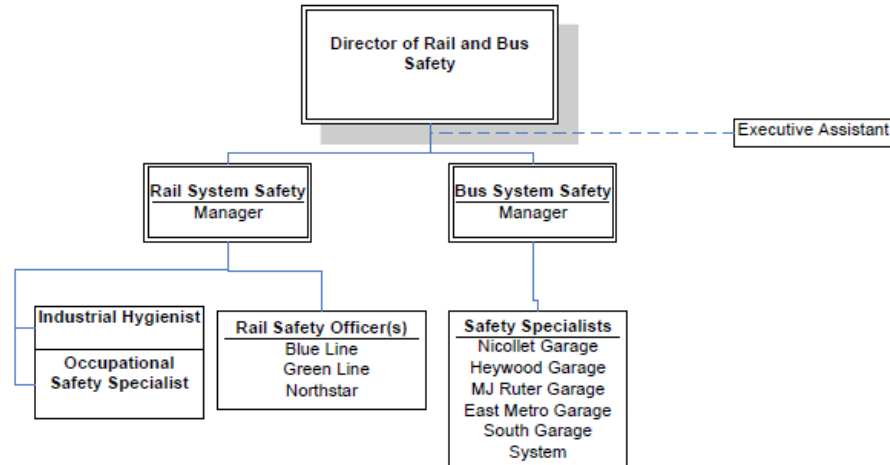 Director of Rail and Bus
Safety
Executive Assistant
Rail System Safety
Manager
Bus System Safety
Manager
Industrial Hygienist
Occupational
Safety Specialist
Rail Safety Officer(s)
Blue Line
Green Line
Northstar
Safety Specialists
Nicollet Garage
Heywood Garage
MJ Ruter Garage
East Metro Garage
South Garage
System